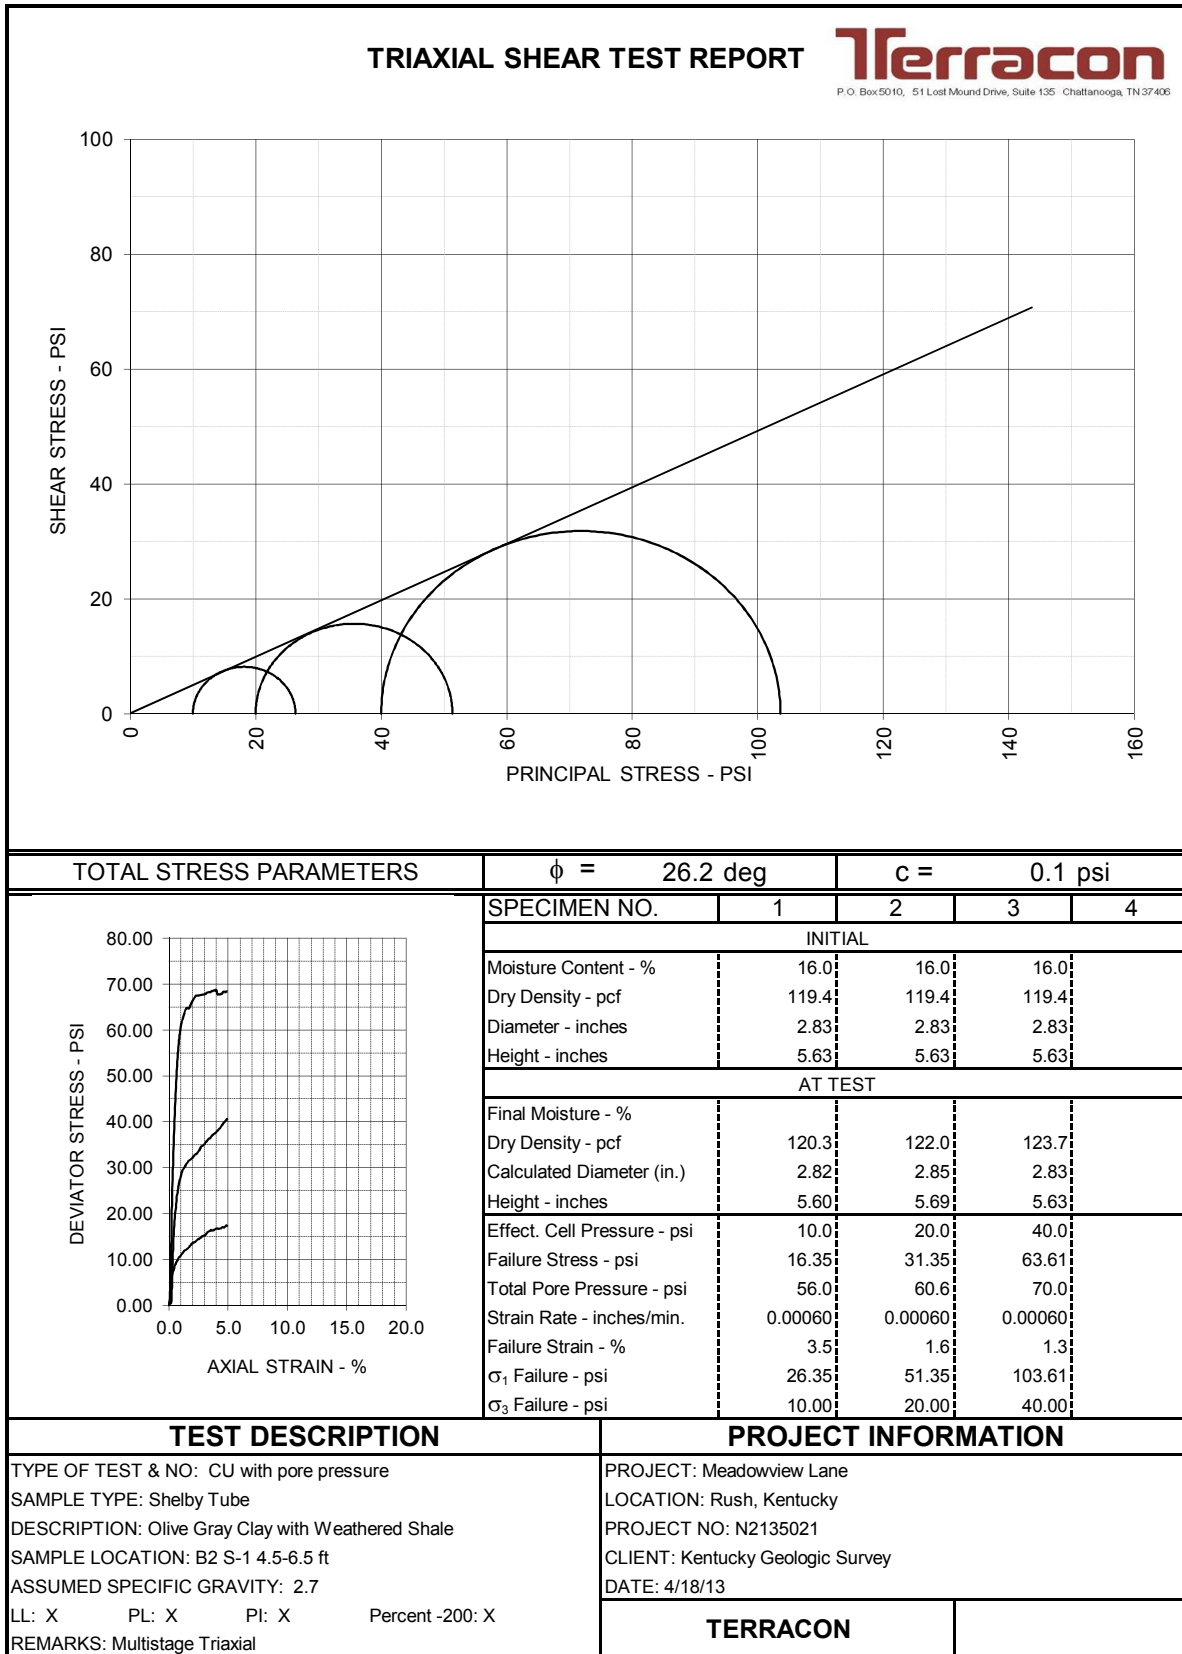 TRIAXIAL SHEAR TEST REPORT
Terracon
P.O. Box 5010, 51 Lost Mound Drive, Suite 135 Chattanooga, TN 37406
SHEAR STRESS - PSI
100
80
60
40
20
0
0 20 40 60 80 100 120 140 160
PRINCIPAL STRESS - PSI
TOTAL STRESS PARAMETERS ϕ = 26.2 deg c = 0.1 psi
DEVIATOR STRESS - PSI
80.00
70.00
60.00
50.00
40.00
30.00
20.00
10.00
0.00
0.0 5.0 10.0 15.0 20.0
AXIAL STRAIN - %
SPECIMEN NO. 1 2 3 4
INITIAL
Moisture Content - % 16.0 16.0 16.0
Dry Density - pcf 119.4 119.4 119.4
Diameter - inches 2.83 2.83 2.83
Height - inches 5.63 5.63 5.63
AT TEST
Final Moisture - %
Dry Density - pcf 120.3 122.0 123.7
Calculated Diameter (in.) 2.82 2.85 2.83
Height - inches 5.60 5.69 5.63
Effect. Cell Pressure - psi 10.0 20.0 40.0
Failure Stress - psi 16.35 31.35 63.61
Total Pore Pressure - psi 56.0 60.6 70.0
Strain Rate - inches/min. 0.00060 0.00060 0.00060
Failure Strain - % 3.5 1.6 1.3
σ1 Failure - psi 26.35 51.35 103.61
σ3 Failure - psi 10.00 20.00 40.00
TEST DESCRIPTION
TYPE OF TEST & NO: CU with pore pressure
SAMPLE TYPE: Shelby Tube
DESCRIPTION: Olive Gray Clay with Weathered Shale
SAMPLE LOCATION: B2 S-1 4.5-6.5 ft
ASSUMED SPECIFIC GRAVITY: 2.7
LL: X PL: X PI: X Percent -200: X
REMARKS: Multistage Triaxial
PROJECT INFORMATION
PROJECT: Meadowview Lane
LOCATION: Rush, Kentucky
PROJECT NO: N2135021
CLIENT: Kentucky Geologic Survey
DATE: 4/18/13
TERRACON